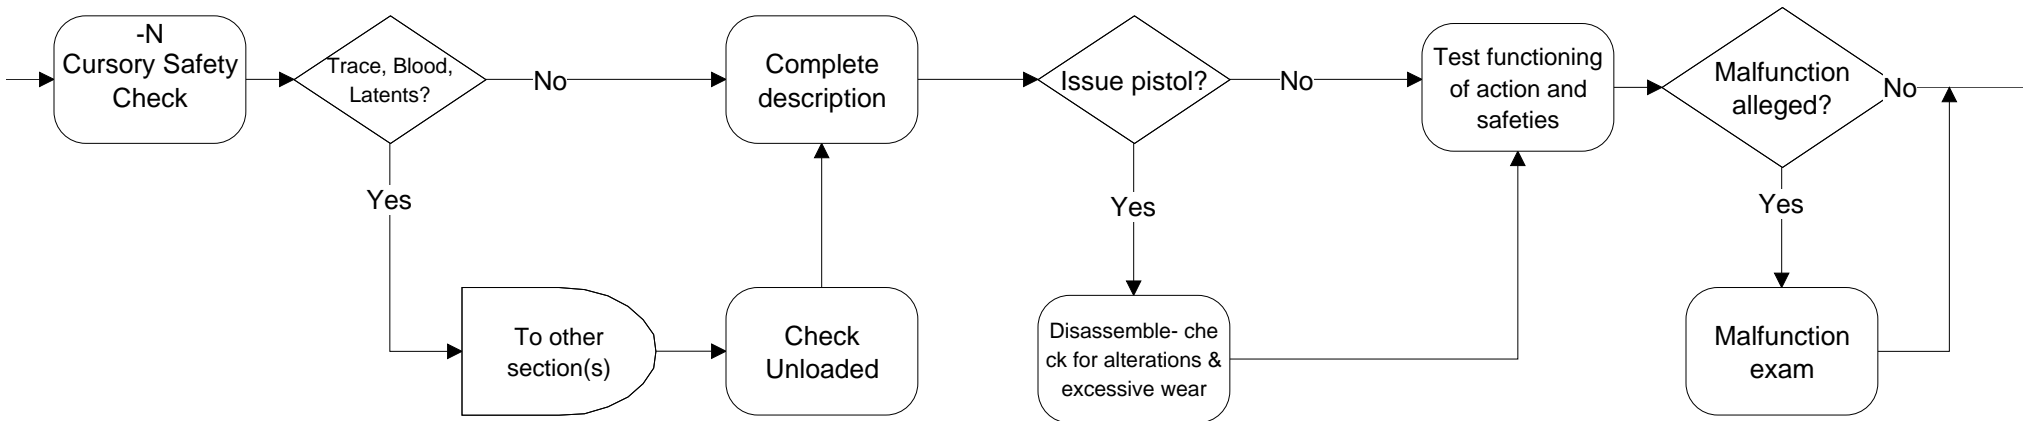 -N
Cursory Safety
Check
Trace, Blood,
Latents?
No
Yes
To other
section(s)
Check
Unloaded
Complete
description
Issue pistol?
No
Yes
Disassemble- che
ck for alterations &
excessive wear
Test functioning
of action and
safeties
Malfunction
alleged?
No
Yes
Malfunction
exam